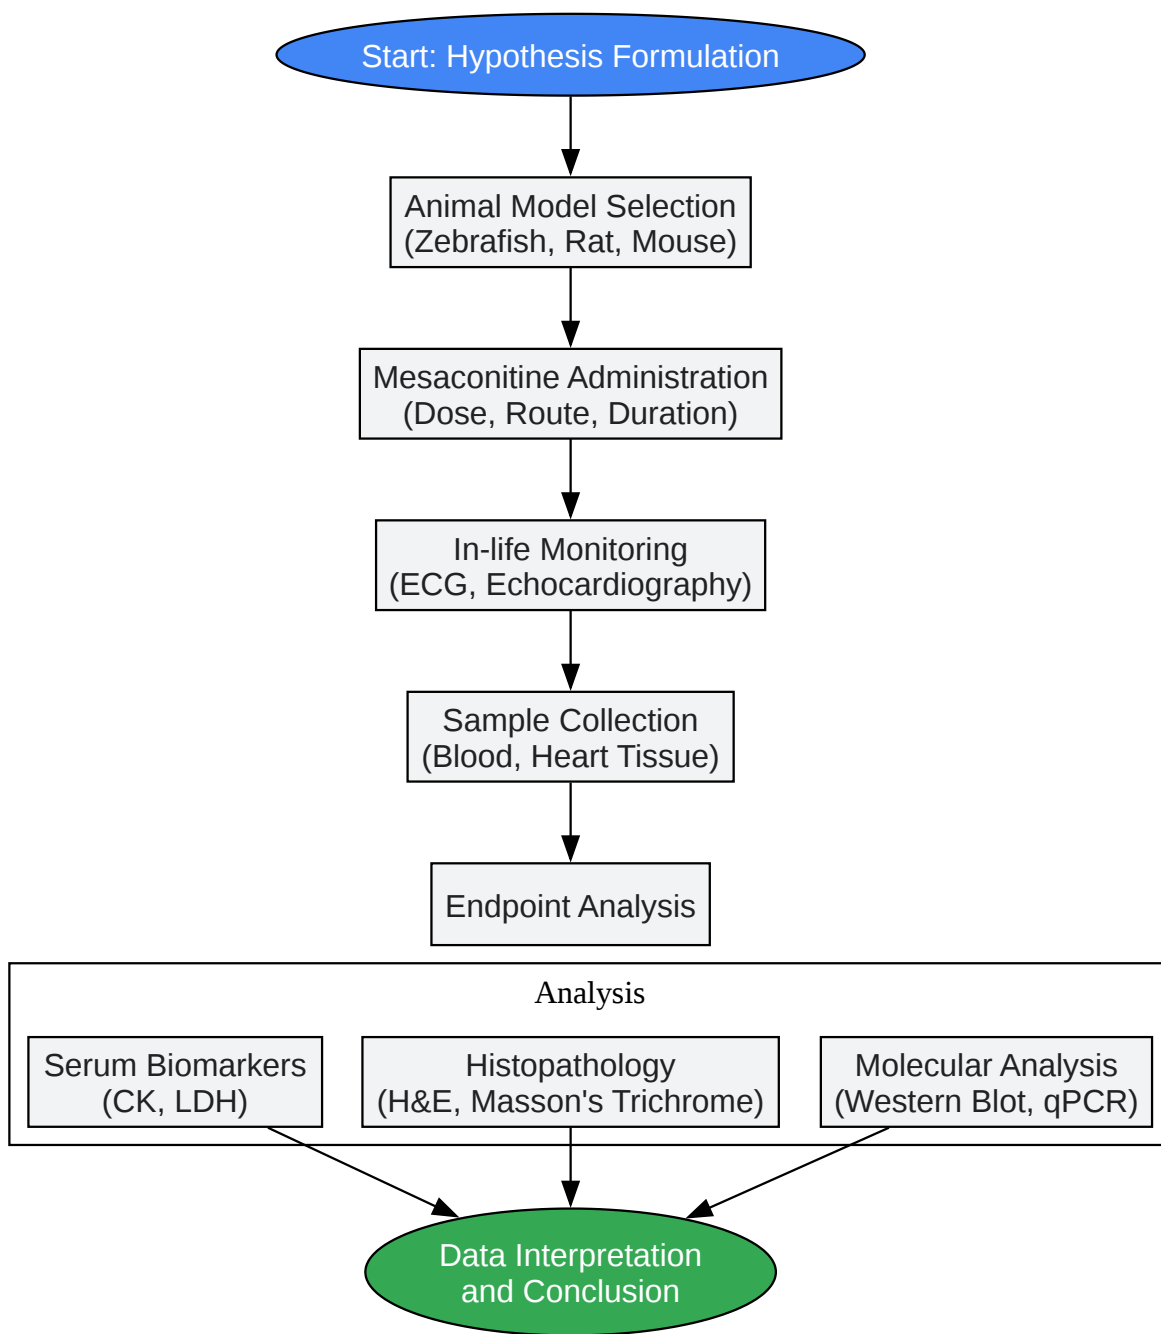 Start: Hypothesis Formulation
Animal Model Selection
(Zebrafish, Rat, Mouse)
Mesaconitine Administration
(Dose, Route, Duration)
In-life Monitoring
(ECG, Echocardiography)
Sample Collection
(Blood, Heart Tissue)
Endpoint Analysis
Analysis
Serum Biomarkers
(CK, LDH)
Histopathology
(H&E, Masson's Trichrome)
Molecular Analysis
(Western Blot, qPCR)
Data Interpretation
and Conclusion